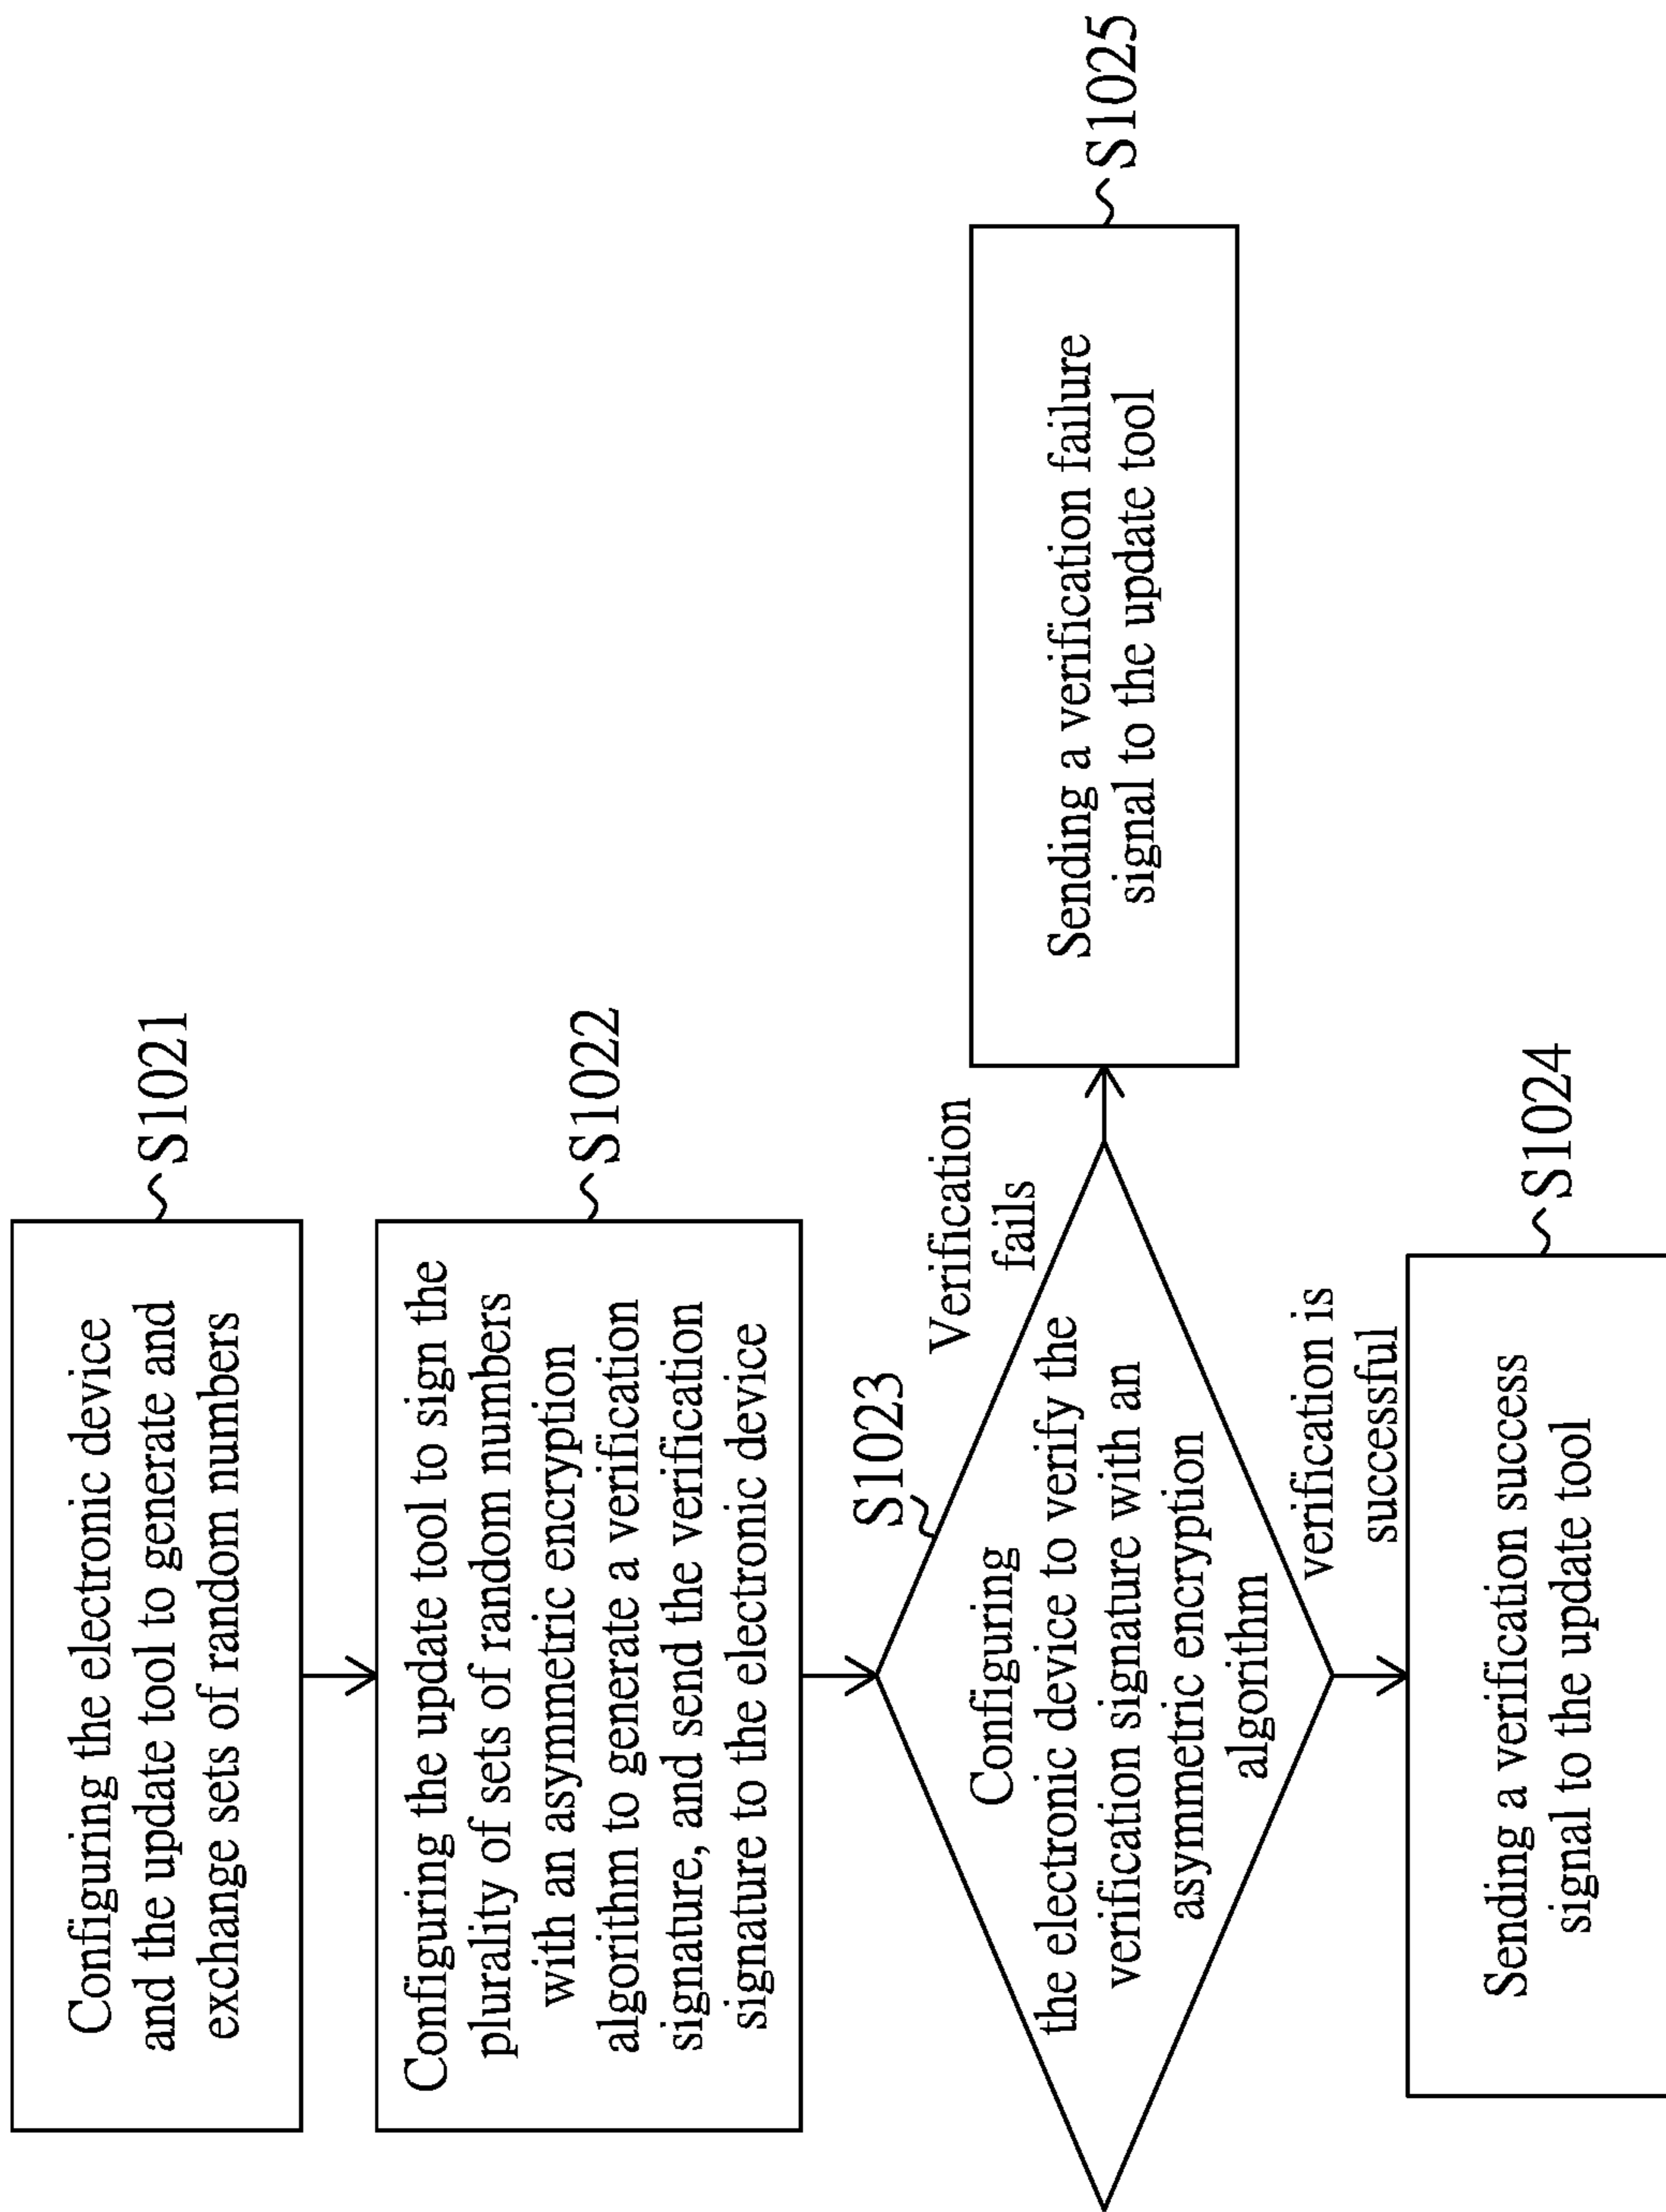 Configuring the electronic device
and the update tool to generate and
exchange sets of random numbers
S1021
Configuring the update tool to sign the
plurality of sets of random numbers
with an asymmetric encryption
algorithm to generate a verification
signature, and send the verification
signature to the electronic device
S1022
S1023
Configuring
the electronic device to verify the
verification signature with an
asymmetric encryption
algorithm
Verification
fails
Sending a verification failure
signal to the update tool
S1025
verification is
successful
Sending a verification success
signal to the update tool
S1024